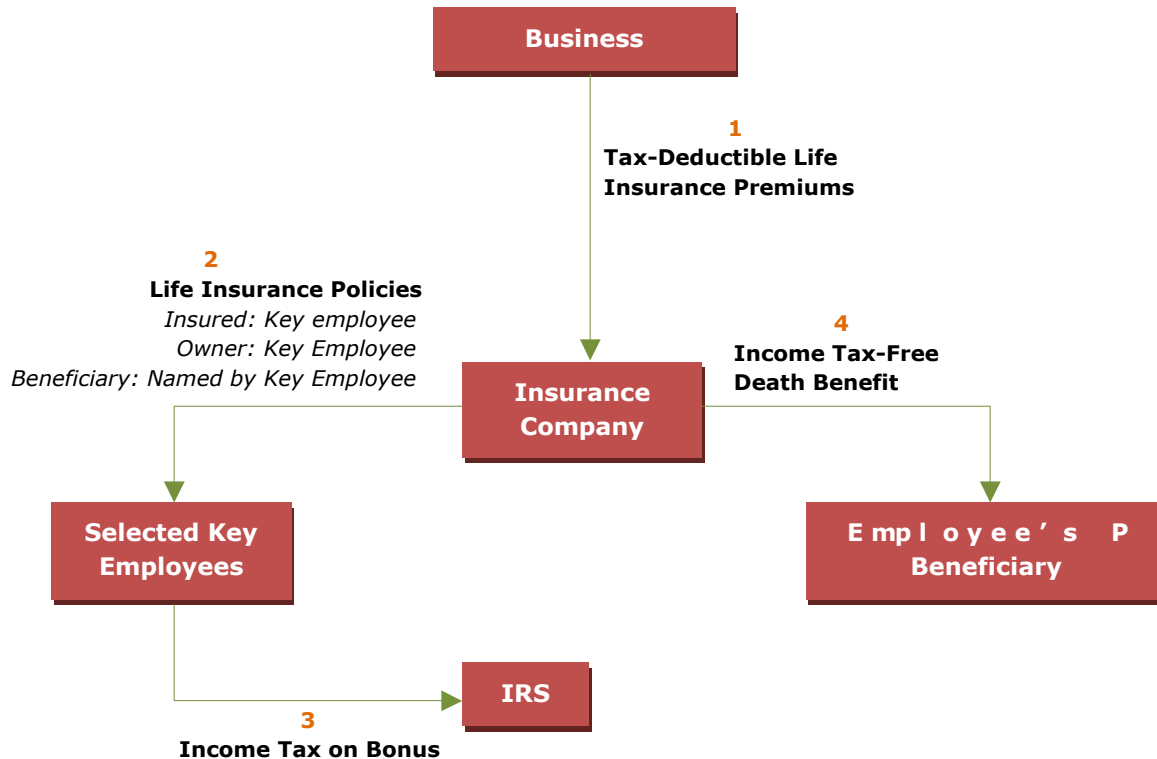 Business
1
Tax-Deductible Life
Insurance Premiums
2
Life Insurance Policies
Insured: Key employee
Owner: Key Employee
Beneficiary: Named by Key Employee
4
Income Tax-Free
Death Benefit
Insurance
Company
Selected Key
Employees
Employee’s P
Beneficiary
IRS
3
Income Tax on Bonus